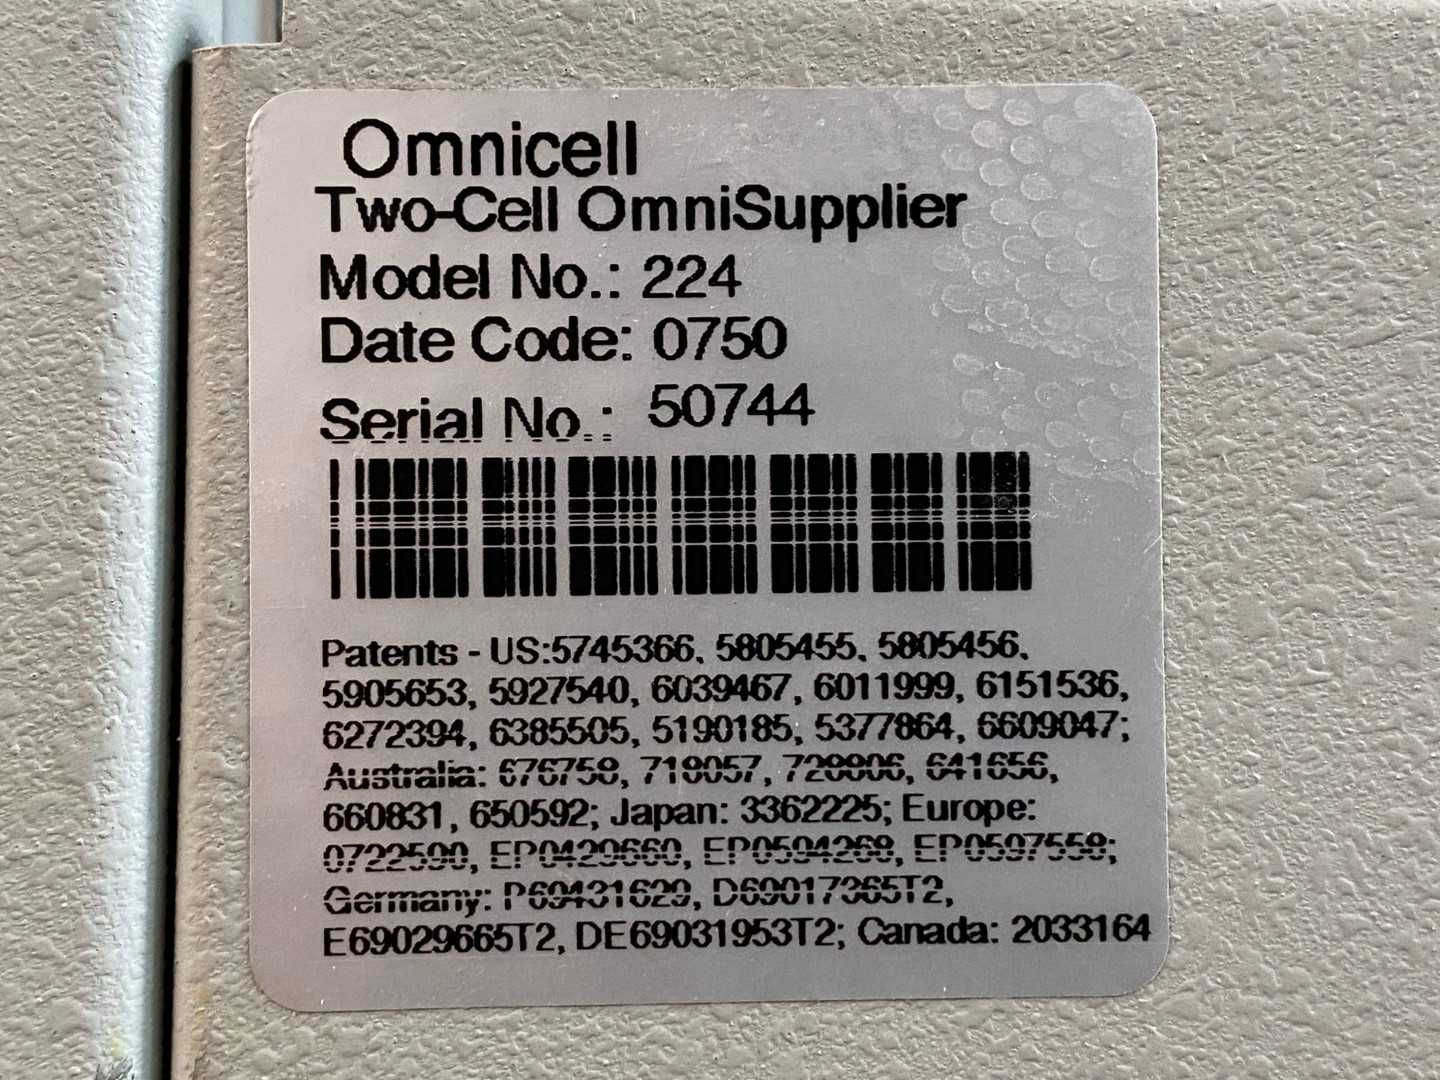 Omnicell
Two-Cell OmniSupplier
Model No.: 224
Date Code: 0750
Serial No.: 50744
Patents - US:5745366, 5805455, 5805456,
5905653, 5927540, 6039467, 6011999, 6151536,
6272394, 6385505, 5190185, 5377864, 6609047;
Australia: 676758, 718057, 728806, 641656,
660831, 650592; Japan: 3362225; Europe:
0722590, EP0429660, EP0594268, EP0597558;
Germany: P69431629, D69017365T2,
E69029665T2, DE69031953T2; Canada: 2033164